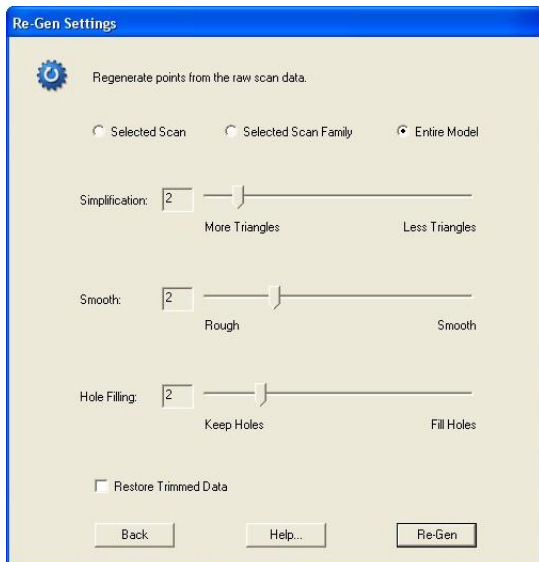 Re-Gen Settings
Regenerate points from the raw scan data.
Selected Scan Selected Scan Family Entire Model
Simplification: 2
More Triangles Less Triangles
Smooth: 2
Rough Smooth
Hole Filling: 2
Keep Holes Fill Holes
Restore Trimmed Data
Back Help... Re-Gen